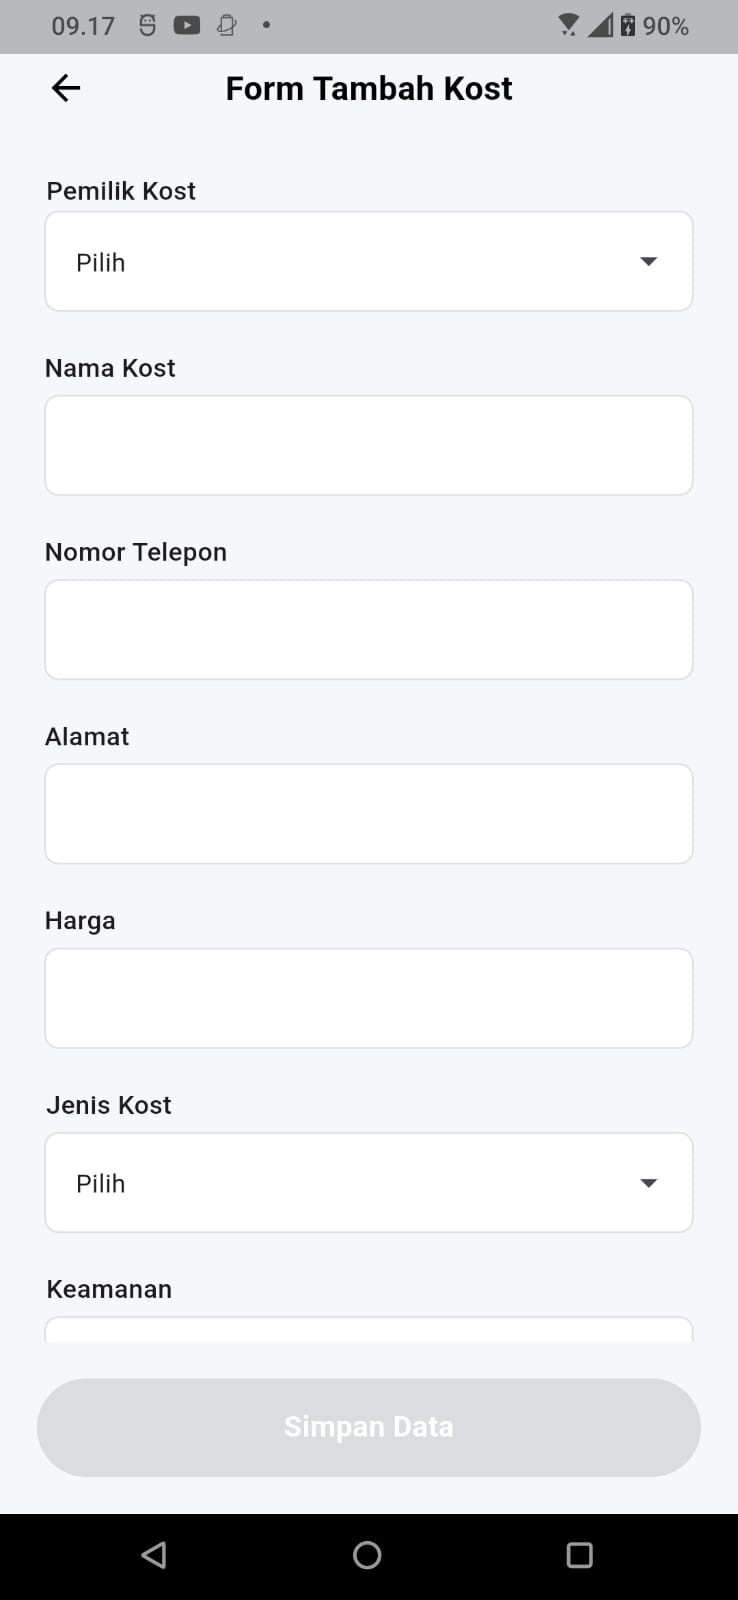 09.17 90%
Form Tambah Kost
Pemilik Kost
Pilih
Nama Kost
Nomor Telepon
Alamat
Harga
Jenis Kost
Pilih
Keamanan
Simpan Data